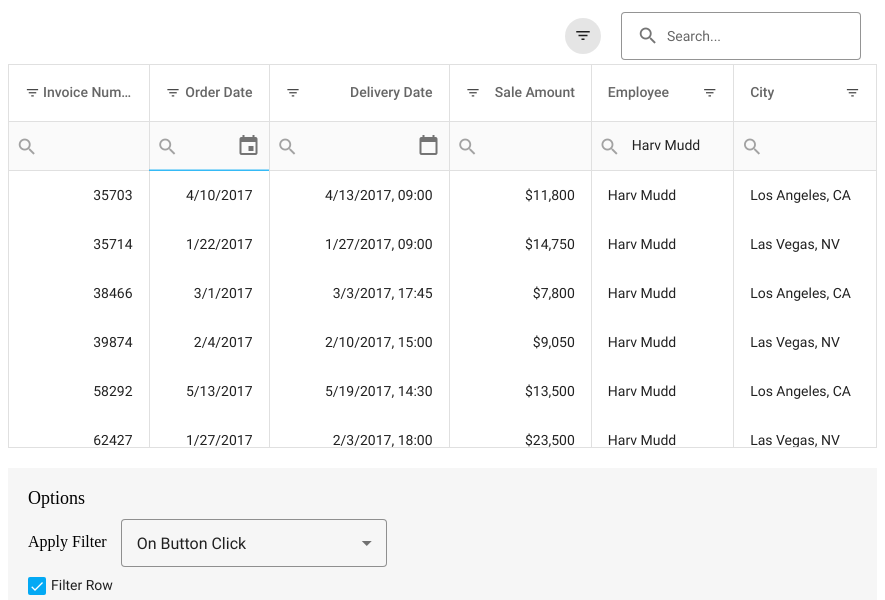 Search...
Invoice Num... Order Date Delivery Date Sale Amount Employee City
Harv Mudd
35703 4/10/2017 4/13/2017, 09:00 $11,800 Harv Mudd Los Angeles, CA
35714 1/22/2017 1/27/2017, 09:00 $14,750 Harv Mudd Las Vegas, NV
38466 3/1/2017 3/3/2017, 17:45 $7,800 Harv Mudd Los Angeles, CA
39874 2/4/2017 2/10/2017, 15:00 $9,050 Harv Mudd Las Vegas, NV
58292 5/13/2017 5/19/2017, 14:30 $13,500 Harv Mudd Los Angeles, CA
62427 1/27/2017 2/3/2017, 18:00 $23,500 Harv Mudd Las Vegas, NV
Options
Apply Filter On Button Click
Filter Row